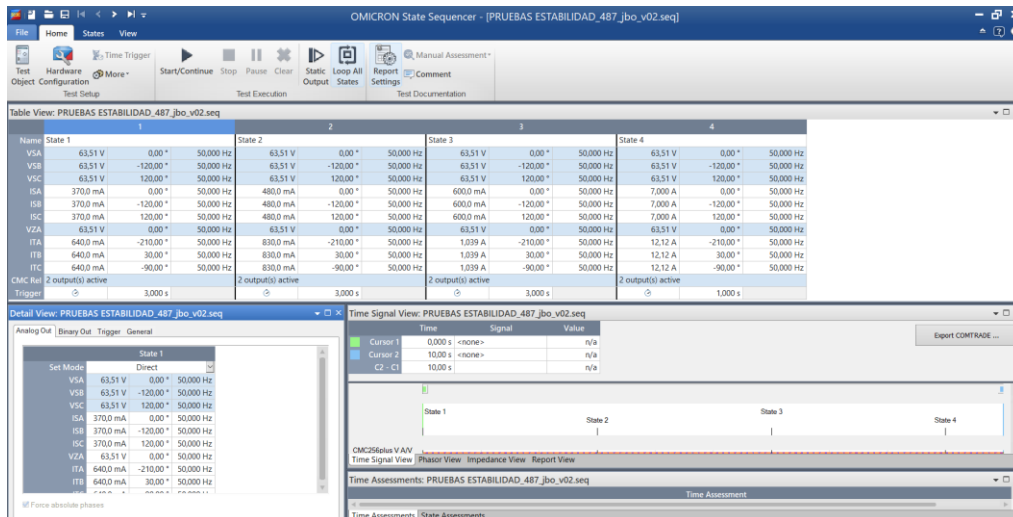 OMICRON State Sequencer - [PRUEBAS ESTABILIDAD_487_jbo_v02.seq]
File Home States View
Test Object
Hardware Configuration
Time Trigger
More
Test Setup
Start/Continue Stop Pause Clear
Static Output
Loop All States
Test Execution
Report Settings
Manual Assessment
Comment
Test Documentation
Table View: PRUEBAS ESTABILIDAD_487_jbo_v02.seq
1 2 3 4
Name State 1 State 2 State 3 State 4
VSA 63,51 V 0,00 ° 50,000 Hz 63,51 V 0,00 ° 50,000 Hz 63,51 V 0,00 ° 50,000 Hz 63,51 V 0,00 ° 50,000 Hz
VSB 63,51 V -120,00 ° 50,000 Hz 63,51 V -120,00 ° 50,000 Hz 63,51 V -120,00 ° 50,000 Hz 63,51 V -120,00 ° 50,000 Hz
VSC 63,51 V 120,00 ° 50,000 Hz 63,51 V 120,00 ° 50,000 Hz 63,51 V 120,00 ° 50,000 Hz 63,51 V 120,00 ° 50,000 Hz
ISA 370,0 mA 0,00 ° 50,000 Hz 480,0 mA 0,00 ° 50,000 Hz 600,0 mA 0,00 ° 50,000 Hz 7,000 A 0,00 ° 50,000 Hz
ISB 370,0 mA -120,00 ° 50,000 Hz 480,0 mA -120,00 ° 50,000 Hz 600,0 mA -120,00 ° 50,000 Hz 7,000 A -120,00 ° 50,000 Hz
ISC 370,0 mA 120,00 ° 50,000 Hz 480,0 mA 120,00 ° 50,000 Hz 600,0 mA 120,00 ° 50,000 Hz 7,000 A 120,00 ° 50,000 Hz
VZA 63,51 V 0,00 ° 50,000 Hz 63,51 V 0,00 ° 50,000 Hz 63,51 V 0,00 ° 50,000 Hz 63,51 V 0,00 ° 50,000 Hz
ITA 640,0 mA -210,00 ° 50,000 Hz 830,0 mA -210,00 ° 50,000 Hz 1,039 A -210,00 ° 50,000 Hz 12,12 A -210,00 ° 50,000 Hz
ITB 640,0 mA 30,00 ° 50,000 Hz 830,0 mA 30,00 ° 50,000 Hz 1,039 A 30,00 ° 50,000 Hz 12,12 A 30,00 ° 50,000 Hz
ITC 640,0 mA -90,00 ° 50,000 Hz 830,0 mA -90,00 ° 50,000 Hz 1,039 A -90,00 ° 50,000 Hz 12,12 A -90,00 ° 50,000 Hz
CMC Rel 2 output(s) active 2 output(s) active 2 output(s) active 2 output(s) active
Trigger 3,000 s 3,000 s 3,000 s 1,000 s
Detail View: PRUEBAS ESTABILIDAD_487_jbo_v02.seq
Analog Out Binary Out Trigger General
State 1
Set Mode Direct
VSA 63,51 V 0,00 ° 50,000 Hz
VSB 63,51 V -120,00 ° 50,000 Hz
VSC 63,51 V 120,00 ° 50,000 Hz
ISA 370,0 mA 0,00 ° 50,000 Hz
ISB 370,0 mA -120,00 ° 50,000 Hz
ISC 370,0 mA 120,00 ° 50,000 Hz
VZA 63,51 V 0,00 ° 50,000 Hz
ITA 640,0 mA -210,00 ° 50,000 Hz
ITB 640,0 mA 30,00 ° 50,000 Hz
Force absolute phases
Time Signal View: PRUEBAS ESTABILIDAD_487_jbo_v02.seq
Time Signal Value
Cursor 1 0,000 s <none> n/a
Cursor 2 10,00 s <none> n/a
C2 - C1 10,00 s n/a
Export COMTRADE ...
State 1 State 2 State 3 State 4
CMC256plus V A/V
Time Signal View Phasor View Impedance View Report View
Time Assessments: PRUEBAS ESTABILIDAD_487_jbo_v02.seq
Time Assessment
Time Assessments State Assessments